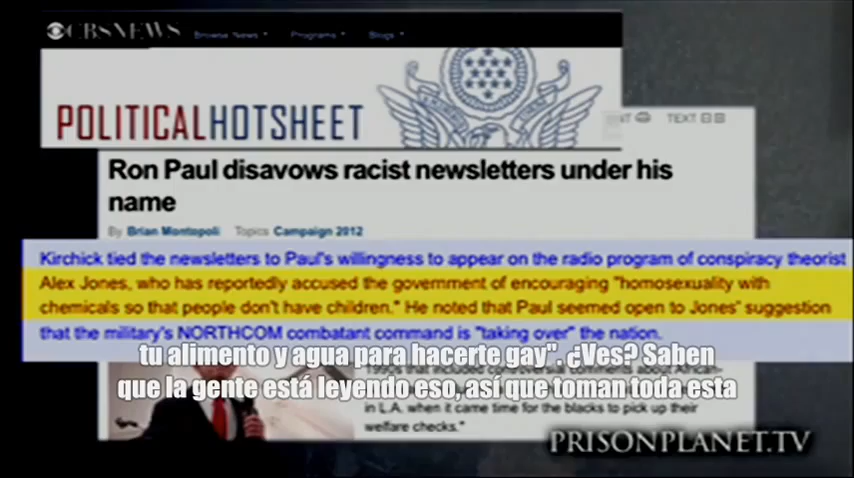 CBSNEWS Browse News Programs Blogs
POLITICALHOTSHEET
TEXT
Ron Paul disavows racist newsletters under his
name
By Brian Montopoli Topics Campaign 2012
Kirchick tied the newsletters to Paul's willingness to appear on the radio program of conspiracy theorist
Alex Jones, who has reportedly accused the government of encouraging "homosexuality with
chemicals so that people don't have children." He noted that Paul seemed open to Jones' suggestion
that the military's NORTHCOM combatant command is "taking over" the nation.
tu alimento y agua para hacerte gay". ¿Ves? Saben
que la gente está leyendo eso, así que toman toda esta
in L.A. when it came time for the blacks to pick up their
welfare checks."
PRISONPLANET.TV